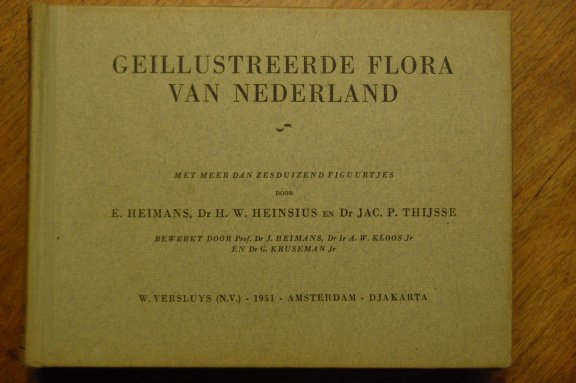 GEILLUSTREERDE FLORA
VAN NEDERLAND
MET MEER DAN ZESDUIZEND FIGUURTJES
DOOR
E. HEIMANS, Dr H. W. HEINSIUS EN Dr JAC. P. THIJSSE
BEWERKT DOOR Prof. Dr J. HEIMANS, Dr Ir A. W. KLOOS Jr
EN Dr G. KRUSEMAN Jr
W. VERSLUYS (N.V.) - 1951 - AMSTERDAM - DJAKARTA